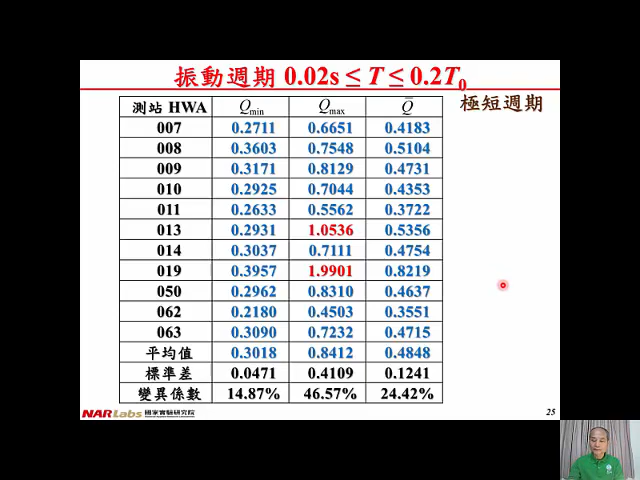 振動週期 0.02s ≤ T ≤ 0.2T₀
極短週期
測站 HWA Qmin Qmax Q̄
007 0.2711 0.6651 0.4183
008 0.3603 0.7548 0.5104
009 0.3171 0.8129 0.4731
010 0.2925 0.7044 0.4353
011 0.2633 0.5562 0.3722
013 0.2931 1.0536 0.5356
014 0.3037 0.7111 0.4754
019 0.3957 1.9901 0.8219
050 0.2962 0.8310 0.4637
062 0.2180 0.4503 0.3551
063 0.3090 0.7232 0.4715
平均值 0.3018 0.8412 0.4848
標準差 0.0471 0.4109 0.1241
變異係數 14.87% 46.57% 24.42%
NARLabs 國家實驗研究院
25